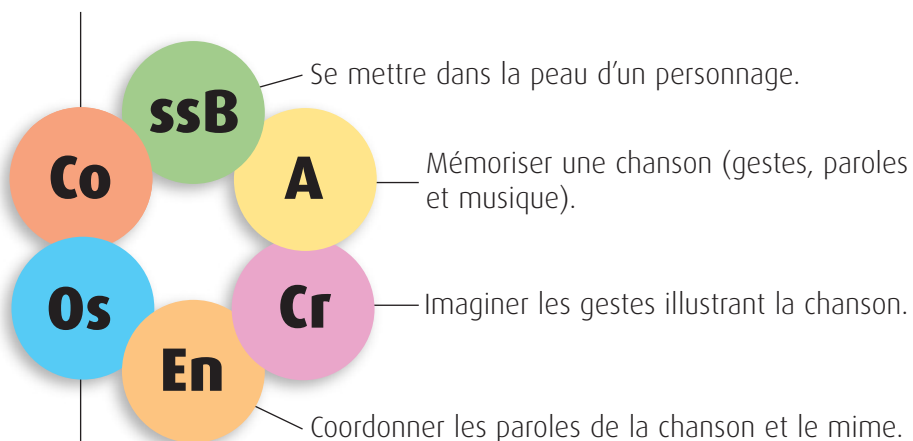 ssB
Se mettre dans la peau d'un personnage.
Co
A
Mémoriser une chanson (gestes, paroles
et musique).
Os
Cr
Imaginer les gestes illustrant la chanson.
En
Coordonner les paroles de la chanson et le mime.